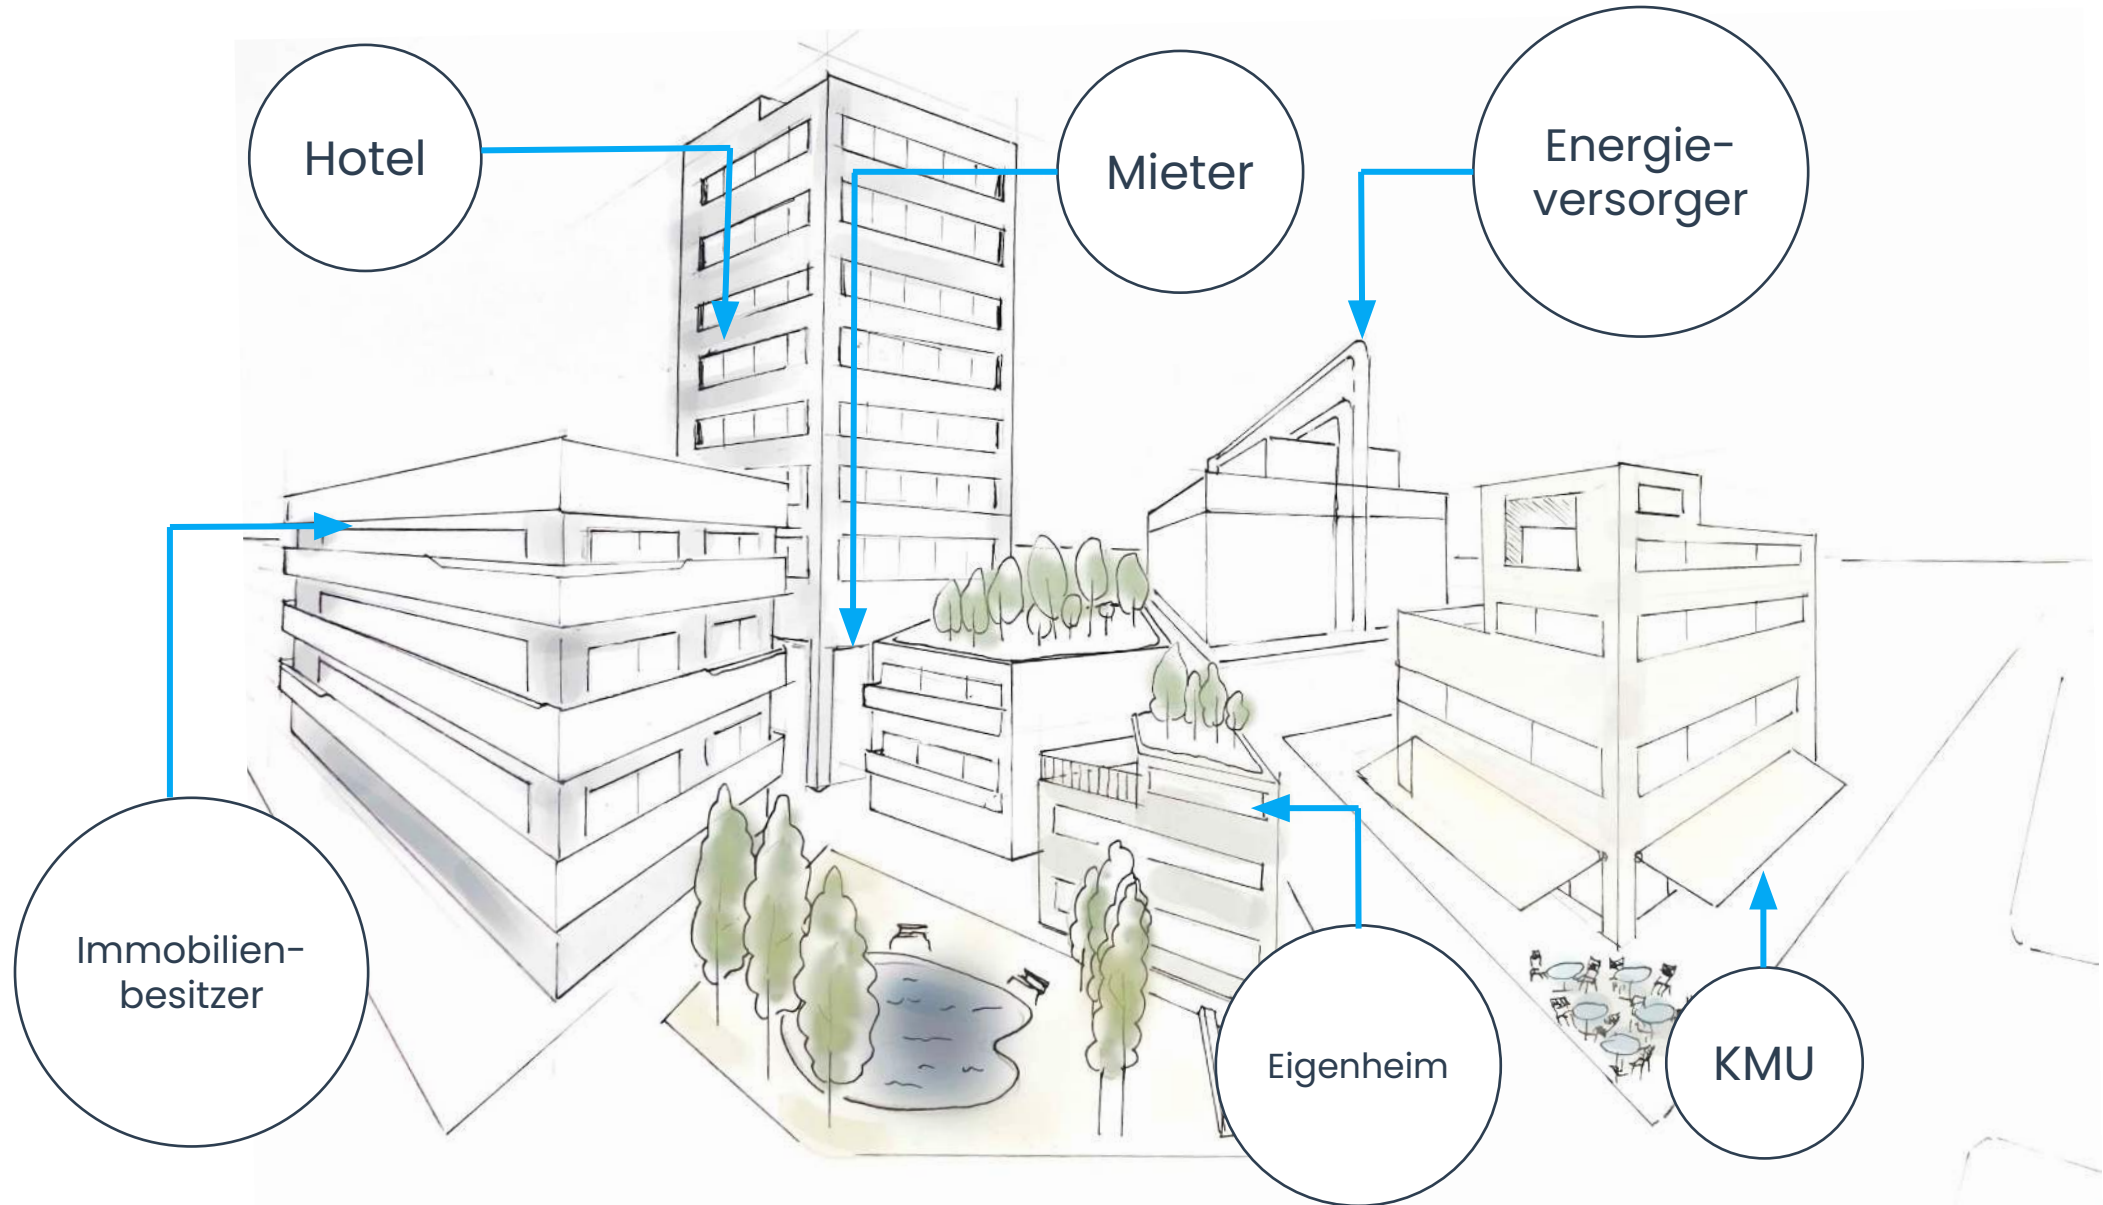 Hotel
Mieter
Energie-
versorger
Immobilien-
besitzer
Eigenheim
KMU